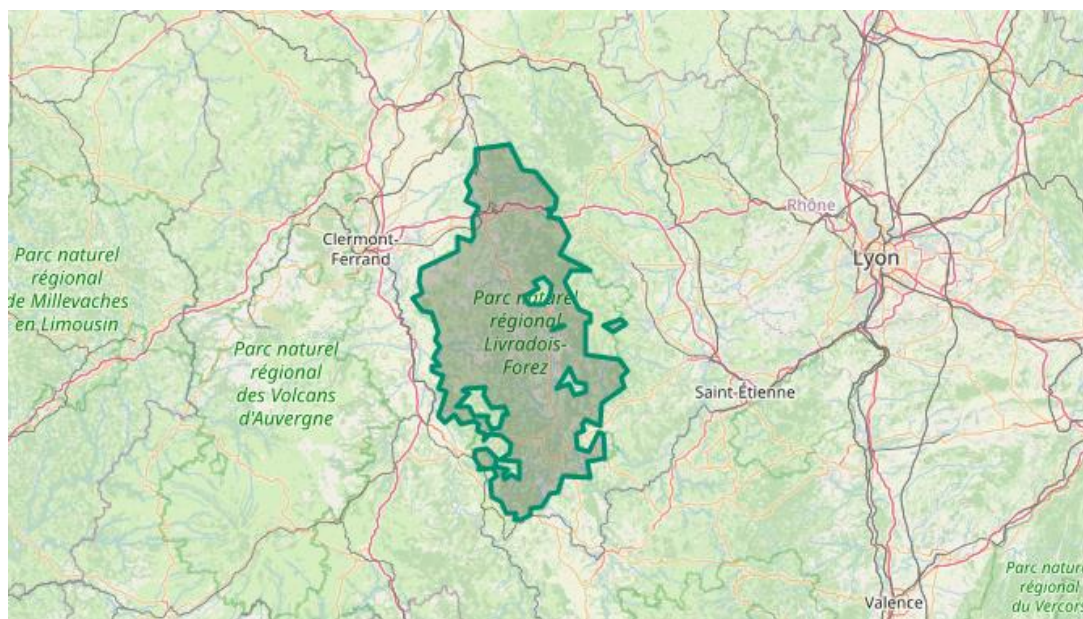 Rhône
Clermont-
Ferrand
Lyon
Parc naturel
régional
de Millevaches
en Limousin
Parc naturel
régional
Livradois-
Forez
Parc naturel
régional
des Volcans
d'Auvergne
Saint-Étienne
Parc natur
régional
du Vercors
Valence